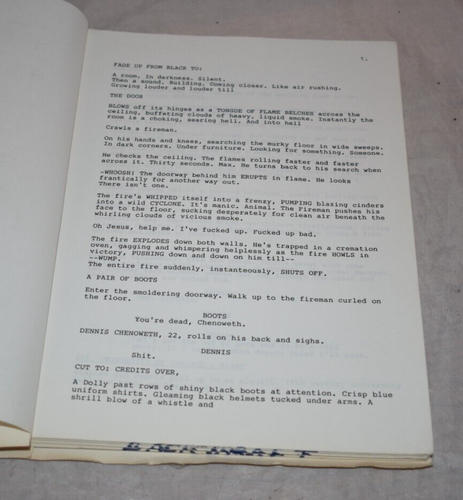 1.
FADE UP FROM BLACK TO:
A room. In darkness. Silent.
Then a sound. Building. Coming closer. Like air rushing.
Growing louder and louder till
THE DOOR
BLOWS off its hinges as a TONGUE OF FLAME BELCHES across the
ceiling, buffeting clouds of heavy, liquid smoke. Instantly the
room is a choking, searing hell. And into hell
Crawls a fireman.
On his hands and knees, searching the murky floor in wide sweeps.
In dark corners. Under furniture. Looking for something. Someone.
He checks the ceiling. The flames rolling faster and faster
across it. Thirty seconds. Max. He turns back to his search when
-WHOOSH! The doorway behind him ERUPTS in flame. He looks
frantically for another way out.
There isn't one.
The fire's WHIPPED itself into a frenzy, PUMPING blazing cinders
into a wild CYCLONE. It's manic. Animal. The Fireman pushes his
face to the floor, sucking desperately for clean air beneath the
whirling clouds of vicious smoke.
Oh Jesus, help me. I've fucked up. Fucked up bad.
The fire EXPLODES down both walls. He's trapped in a cremation
oven, gagging and whimpering helplessly as the fire HOWLS in
victory, PUSHING down and down on him till--
--WUMP.
The entire fire suddenly, instanteously, SHUTS OFF.
A PAIR OF BOOTS
Enter the smoldering doorway. Walk up to the fireman curled on
the floor.
BOOTS
You're dead, Chenoweth.
DENNIS CHENOWETH, 22, rolls on his back and sighs.
DENNIS
Shit.
CUT TO: CREDITS OVER,
A Dolly past rows of shiny black boots at attention. Crisp blue
uniform shirts. Gleaming black helmets tucked under arms. A
shrill blow of a whistle and